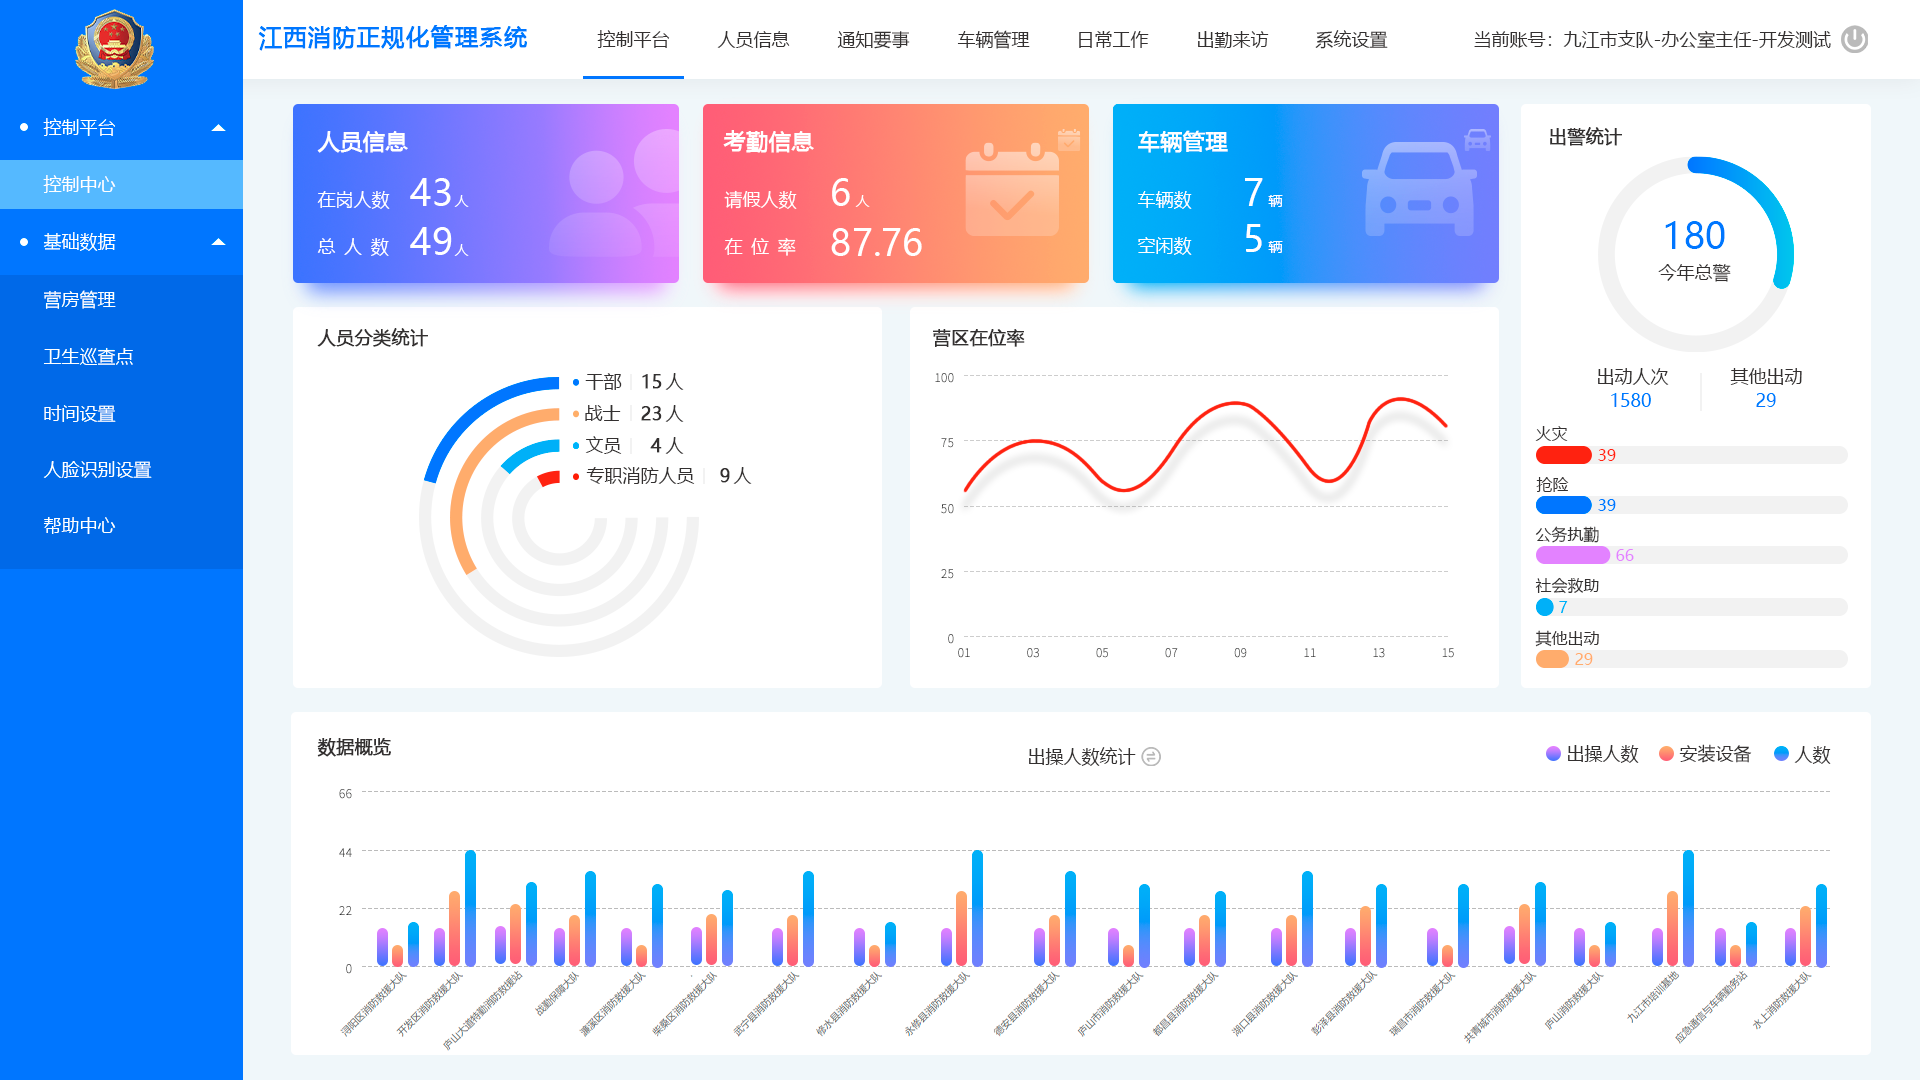 江西消防正规化管理系统
控制平台 人员信息 通知要事 车辆管理 日常工作 出勤来访 系统设置
当前账号：九江市支队-办公室主任-开发测试
控制平台
控制中心
基础数据
营房管理
卫生巡查点
时间设置
人脸识别设置
帮助中心
人员信息
在岗人数 43人
总人数 49人
考勤信息
请假人数 6人
在位率 87.76
车辆管理
车辆数 7辆
空闲数 5辆
出警统计
180
今年总警
出动人次 其他出动
1580 29
火灾
39
抢险
39
公务执勤
66
社会救助
7
其他出动
29
人员分类统计
干部 15人
战士 23人
文员 4人
专职消防人员 9人
营区在位率
100
75
50
25
0
01 03 05 07 09 11 13 15
数据概览
出操人数统计
出操人数 安装设备 人数
66
44
22
0
浔阳区消防救援大队
开发区消防救援大队
庐山大道特勤消防救援站
战勤保障大队
濂溪区消防救援大队
柴桑区消防救援大队
武宁县消防救援大队
修水县消防救援大队
永修县消防救援大队
德安县消防救援大队
庐山市消防救援大队
都昌县消防救援大队
湖口县消防救援大队
彭泽县消防救援大队
瑞昌市消防救援大队
共青城市消防救援大队
庐山消防救援大队
九江市培训基地
应急通信与车辆勤务站
水上消防救援大队